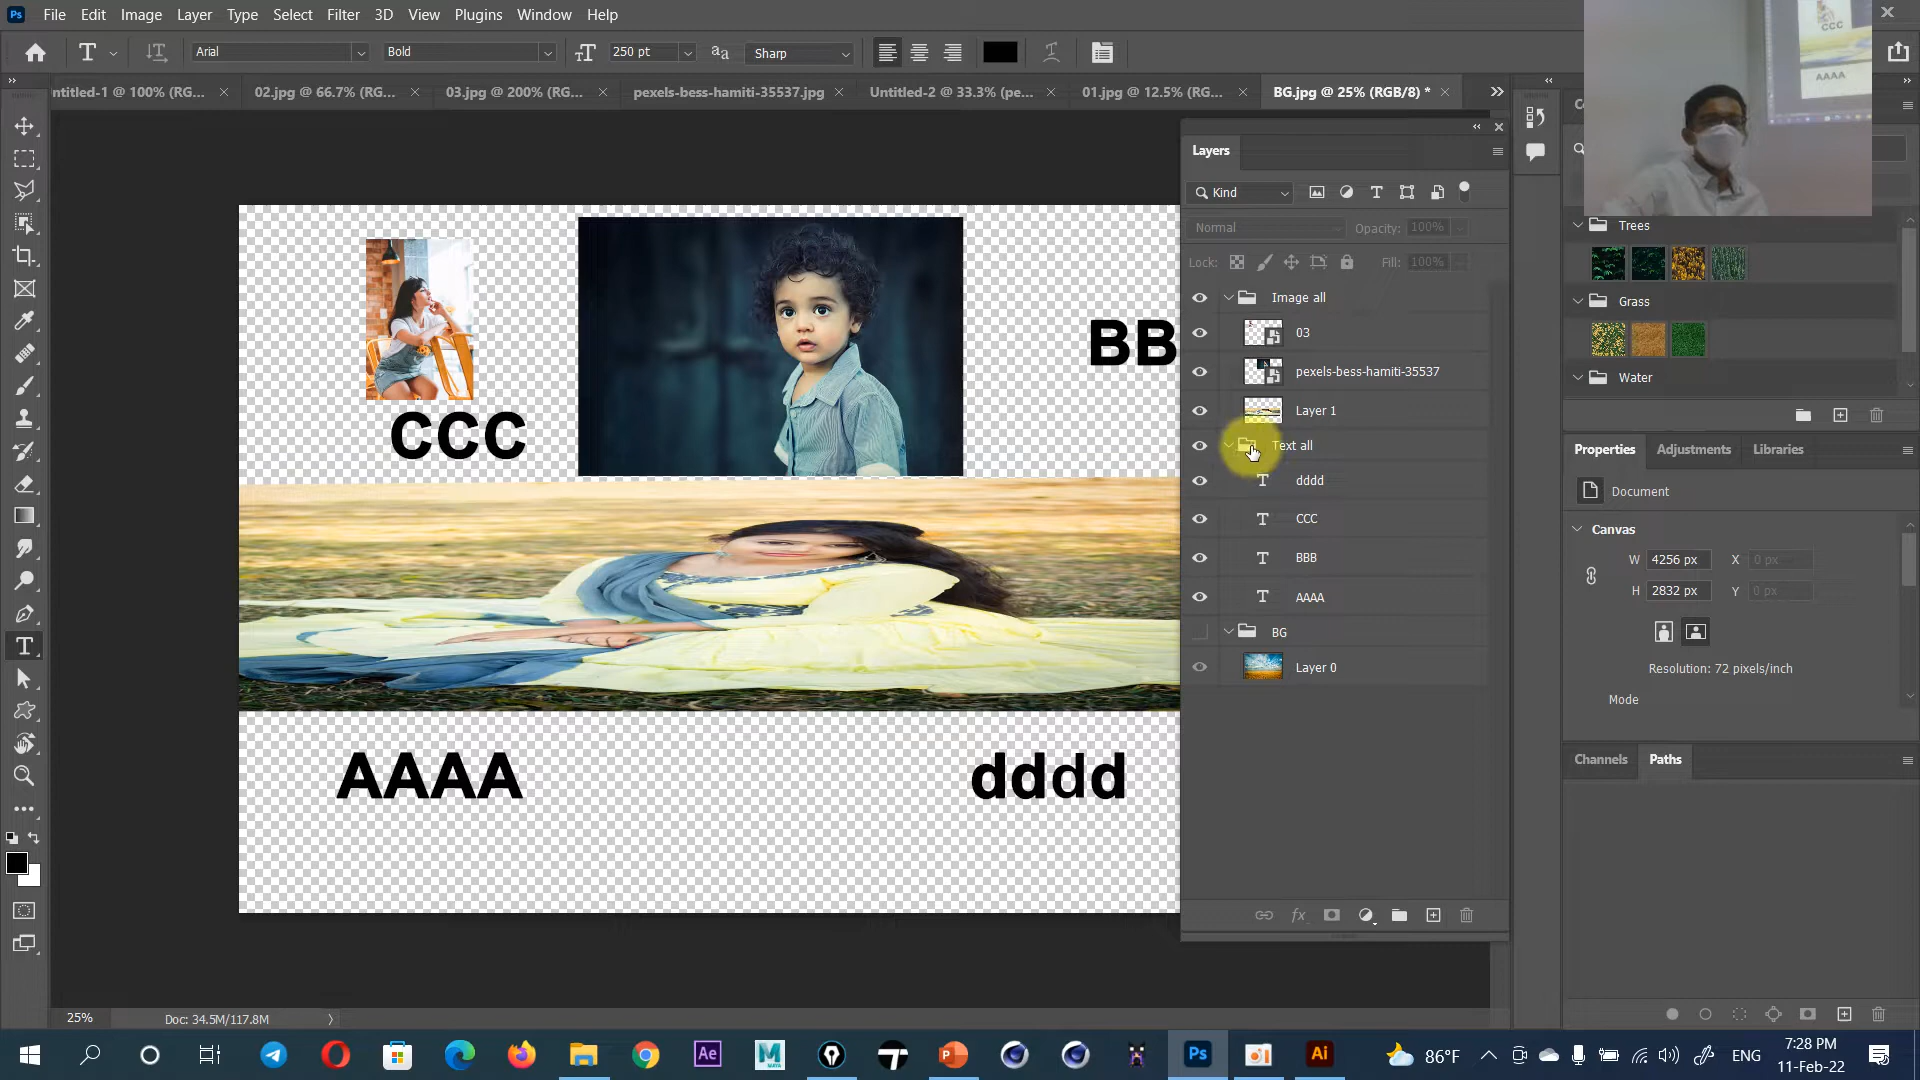 File Edit Image Layer Type Select Filter 3D View Plugins Window Help
Arial Bold 250 pt Sharp
ntitled-1 @ 100% (RG... 02.jpg @ 66.7% (RG... 03.jpg @ 200% (RG... pexels-bess-hamiti-35537.jpg Untitled-2 @ 33.3% (pe... 01.jpg @ 12.5% (RG... BG.jpg @ 25% (RGB/8) *
Layers
Kind
Normal Opacity: 100%
Lock: Fill: 100%
Image all
03
pexels-bess-hamiti-35537
Layer 1
Text all
dddd
CCC
BBB
AAAA
BG
Layer 0
BB
CCC
AAAA
dddd
CCC
AAAA
Trees
Grass
Water
Properties Adjustments Libraries
Document
Canvas
W 4256 px X 0 px
H 2832 px Y 0 px
Resolution: 72 pixels/inch
Mode
Channels Paths
25% Doc: 34.5M/117.8M
Ps Ae MAYA Ps Ai
86°F ENG 7:28 PM
11-Feb-22